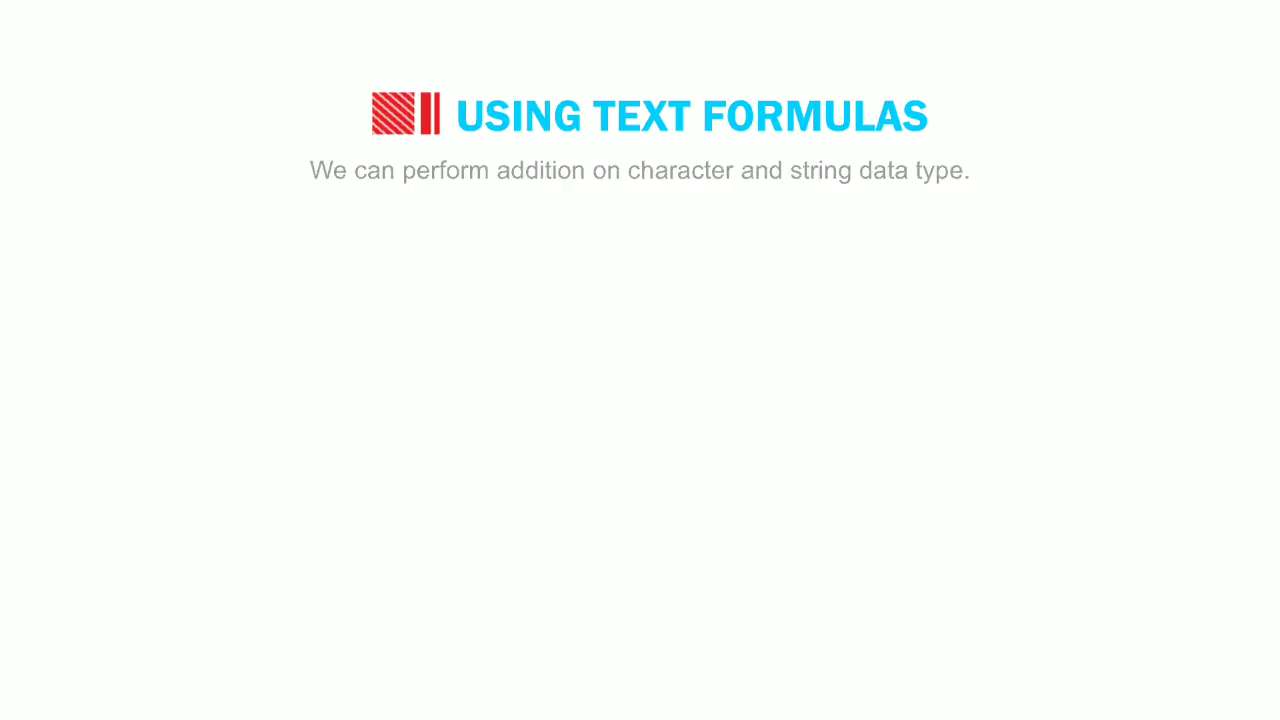 USING TEXT FORMULAS
We can perform addition on character and string data type.